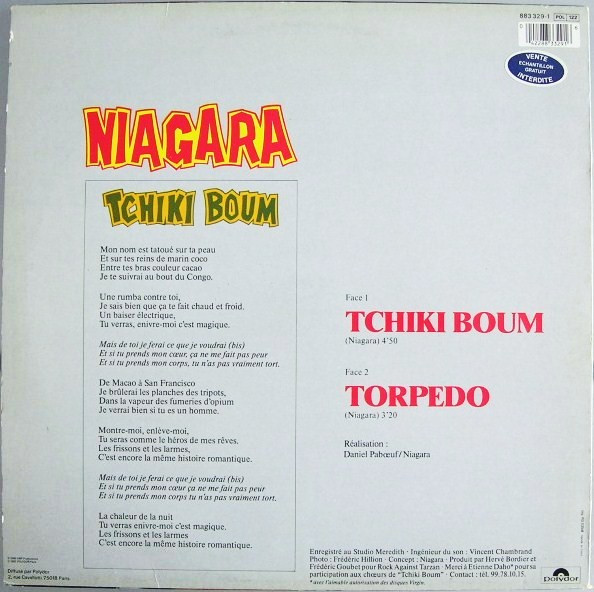 883 329-1 POL 122
VENTE
ECHANTILLON
GRATUIT
INTERDITE
NIAGARA
TCHIKI BOUM
Mon nom est tatoué sur ta peau
Et sur tes reins de marin coco
Entre tes bras couleur cacao
Je te suivrai au bout du Congo.
Une rumba contre toi,
Je sais bien que ça te fait chaud et froid.
Un baiser électrique,
Tu verras, enivre-moi c'est magique.
Mais de toi je ferai ce que je voudrai (bis)
Et si tu prends mon cœur, ça ne me fait pas peur
Et si tu prends mon corps, tu n'as pas vraiment tort.
De Macao à San Francisco
Je brûlerai les planches des tripots,
Dans la vapeur des fumeries d'opium
Je verrai bien si tu es un homme.
Montre-moi, enlève-moi,
Tu seras comme le héros de mes rêves.
Les frissons et les larmes,
C'est encore la même histoire romantique.
Mais de toi je ferai ce que je voudrai (bis)
Et si tu prends mon cœur ça ne me fait pas peur
Et si tu prends mon corps tu n'as pas vraiment tort.
La chaleur de la nuit
Tu verras enivre-moi c'est magique.
Les frissons et les larmes
C'est encore la même histoire romantique.
Face 1
TCHIKI BOUM
(Niagara) 4'50
Face 2
TORPEDO
(Niagara) 3'20
Réalisation :
Daniel Pabœuf/Niagara
Diffusé par Polydor
2, rue Cavallotti 75018 Paris
Enregistré au Studio Meredith · Ingénieur du son : Vincent Chambrand
Photo : Frédéric Hillion · Concept : Niagara · Produit par Hervé Bordier et
Frédéric Goubet pour Rock Against Tarzan · Merci à Etienne Daho* pour sa
participation aux chœurs de "Tchiki Boum" · Contact : tél. 99.78.10.15.
* avec l'aimable autorisation des disques Virgin.
polydor